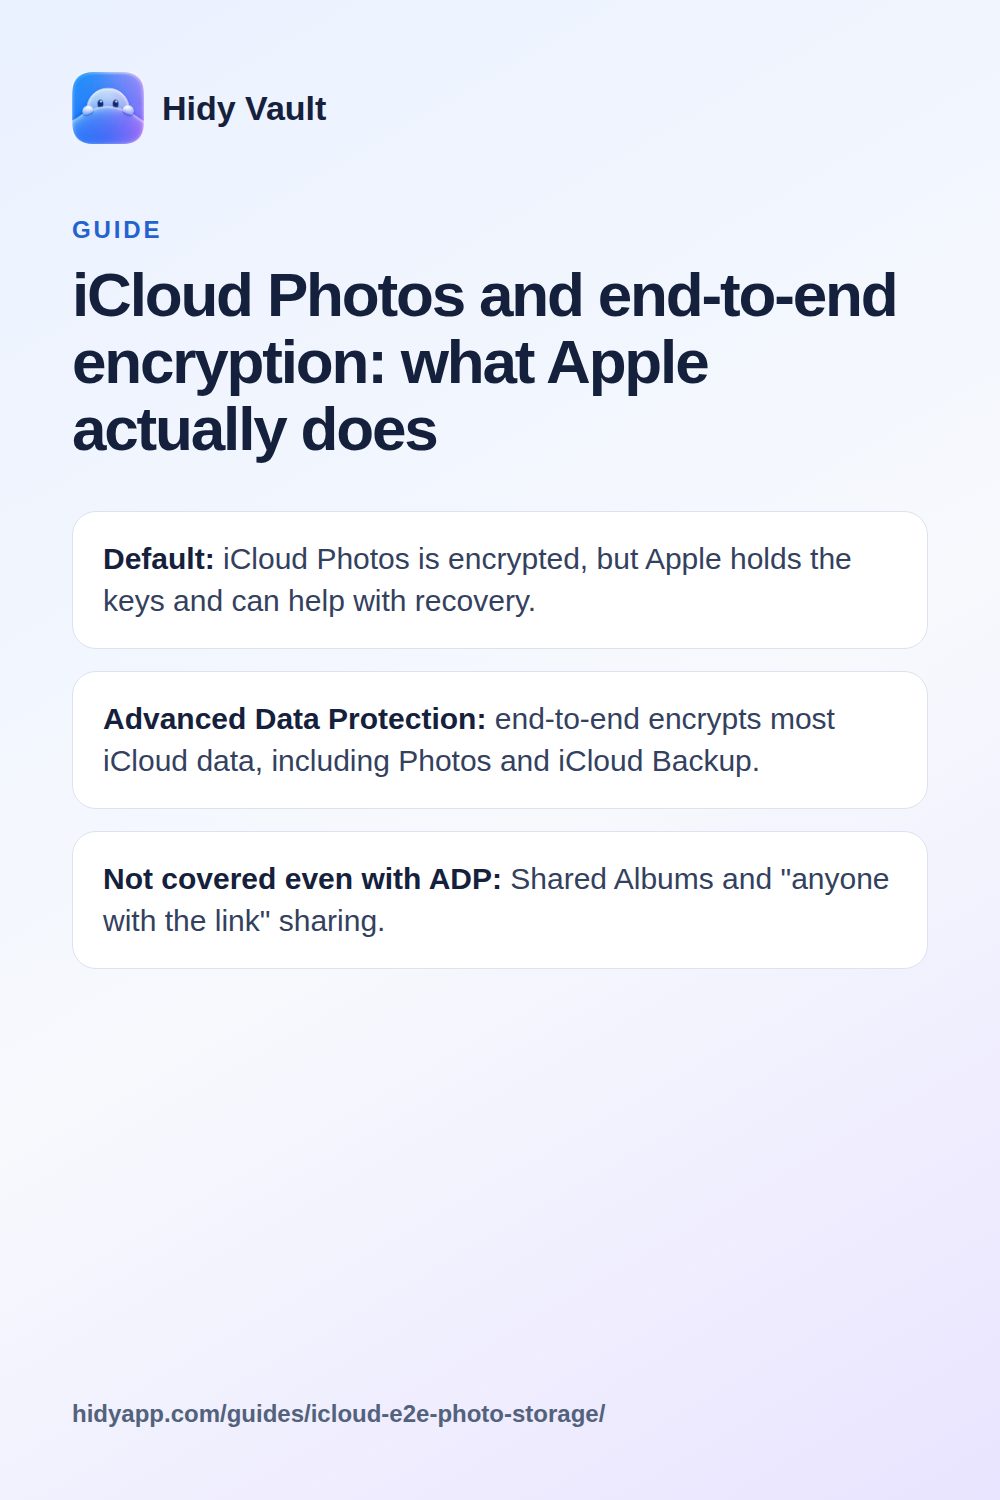 Hidy Vault
GUIDE
iCloud Photos and end-to-end
encryption: what Apple
actually does
Default: iCloud Photos is encrypted, but Apple holds the
keys and can help with recovery.
Advanced Data Protection: end-to-end encrypts most
iCloud data, including Photos and iCloud Backup.
Not covered even with ADP: Shared Albums and "anyone
with the link" sharing.
hidyapp.com/guides/icloud-e2e-photo-storage/